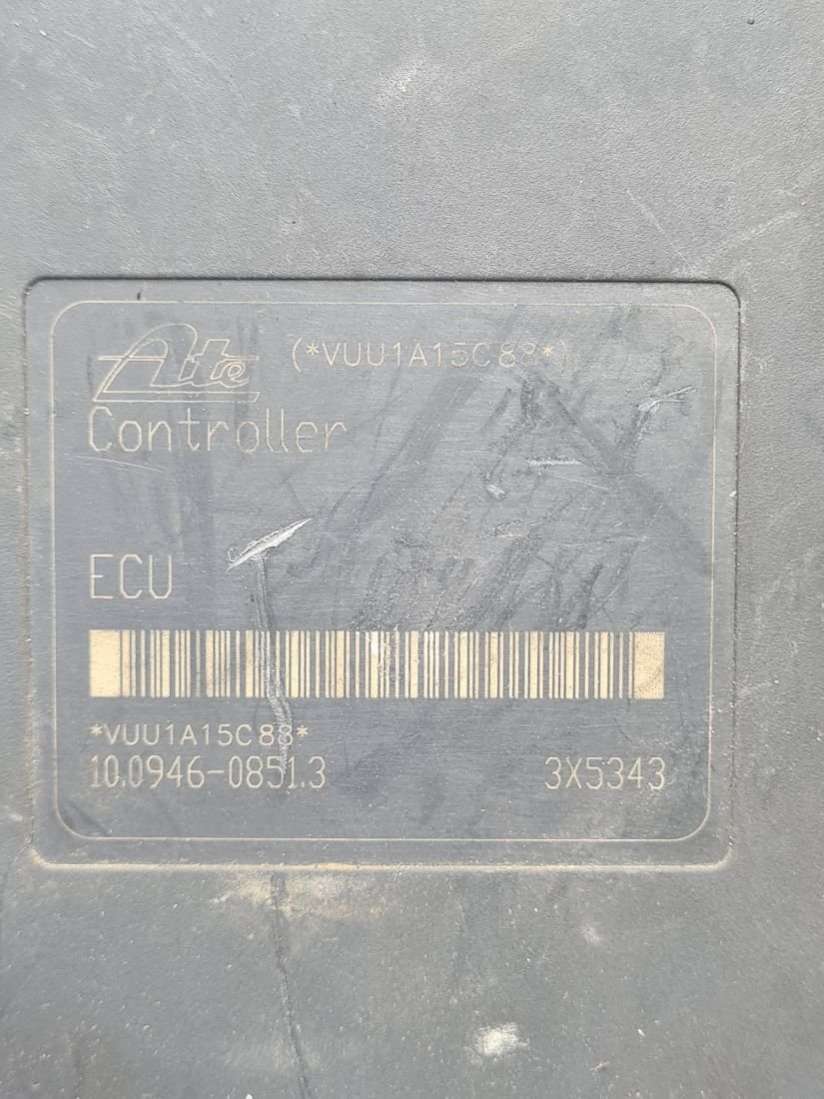 Ate (*VUU1A15C88*)
Controller
ECU
*VUU1A15C88*
10.0946-0851.3 3X5343